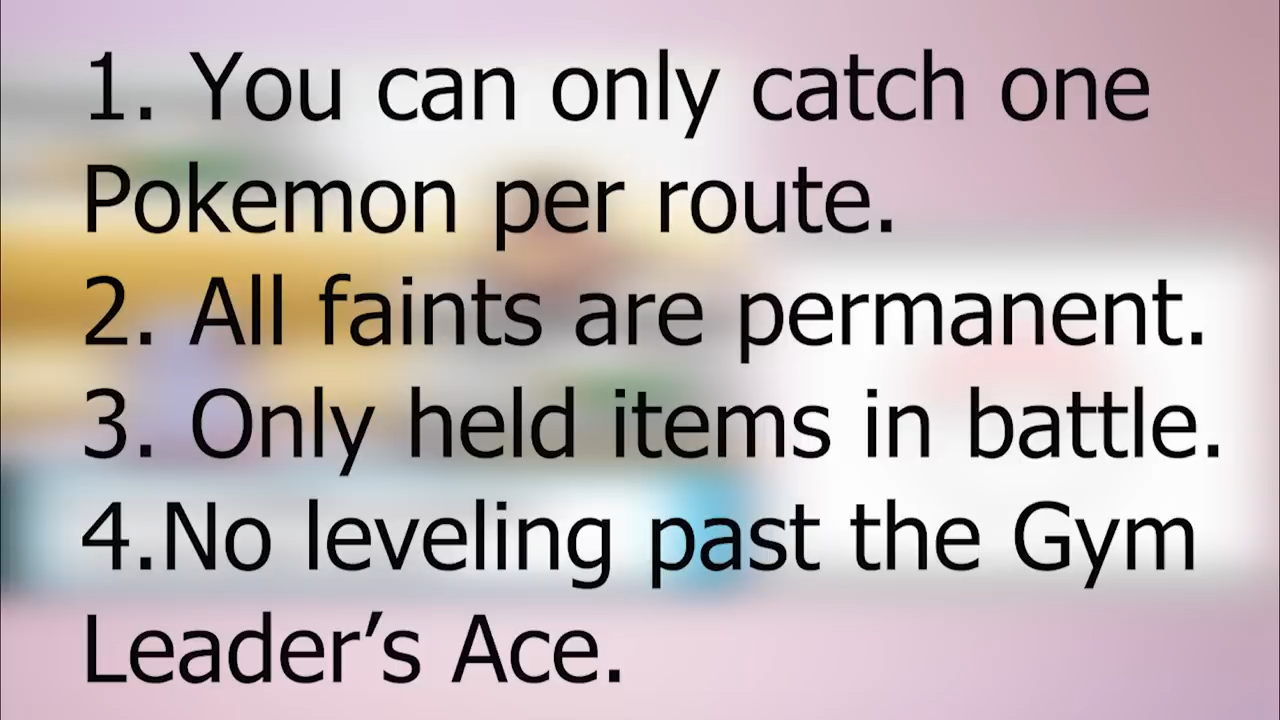 1. You can only catch one
Pokemon per route.
2. All faints are permanent.
3. Only held items in battle.
4.No leveling past the Gym
Leader’s Ace.